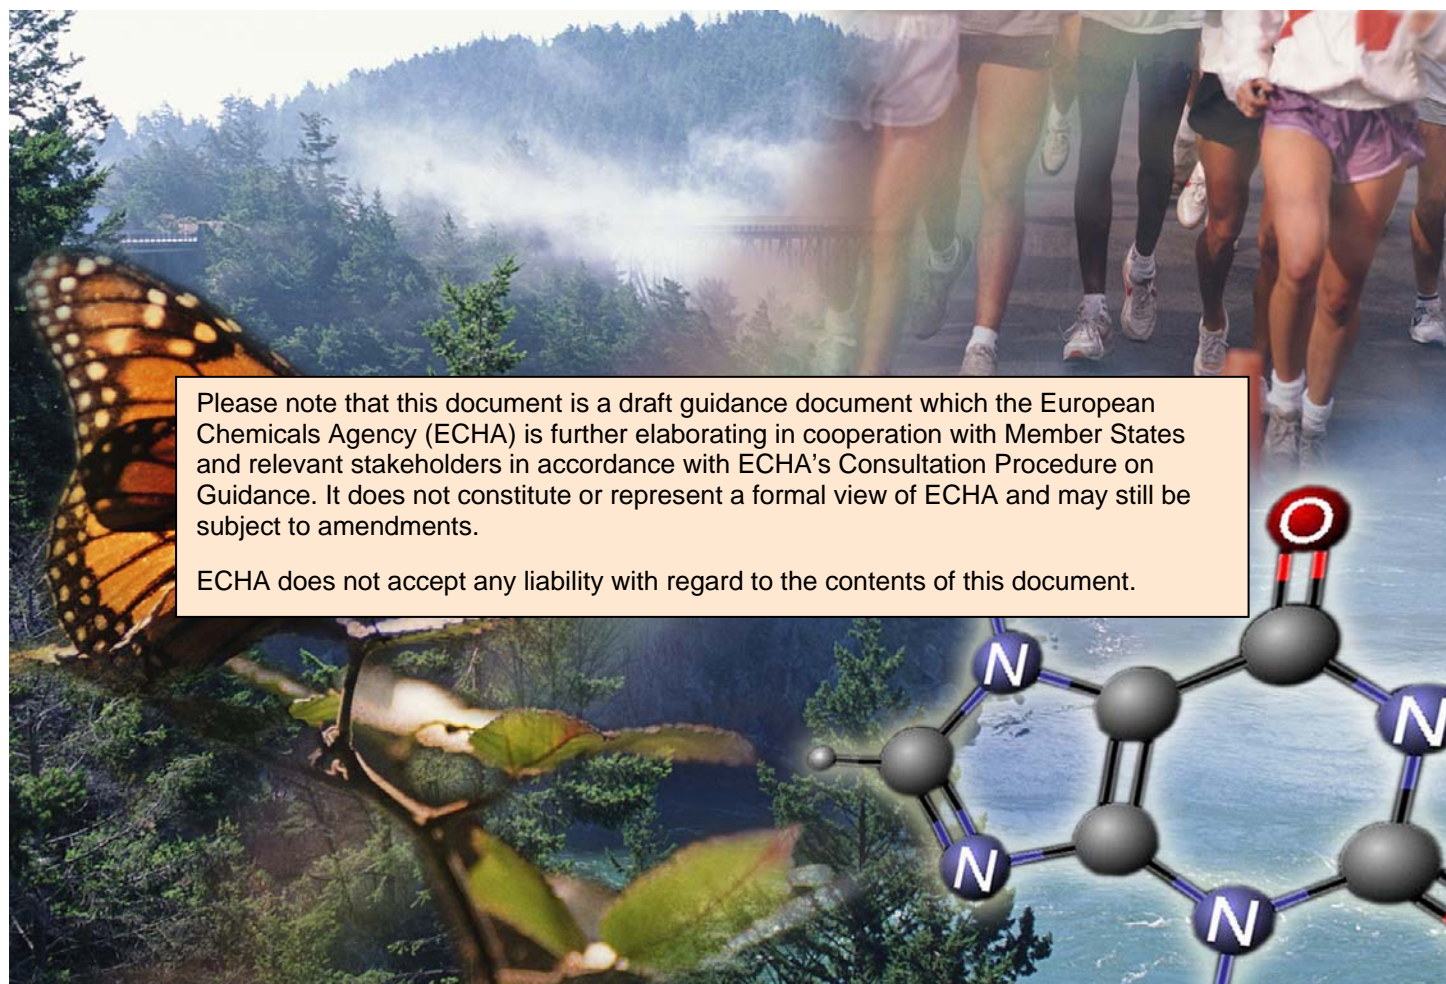 Please note that this document is a draft guidance document which the European
Chemicals Agency (ECHA) is further elaborating in cooperation with Member States
and relevant stakeholders in accordance with ECHA's Consultation Procedure on
Guidance. It does not constitute or represent a formal view of ECHA and may still be
subject to amendments.
ECHA does not accept any liability with regard to the contents of this document.
O
N
N
N
N